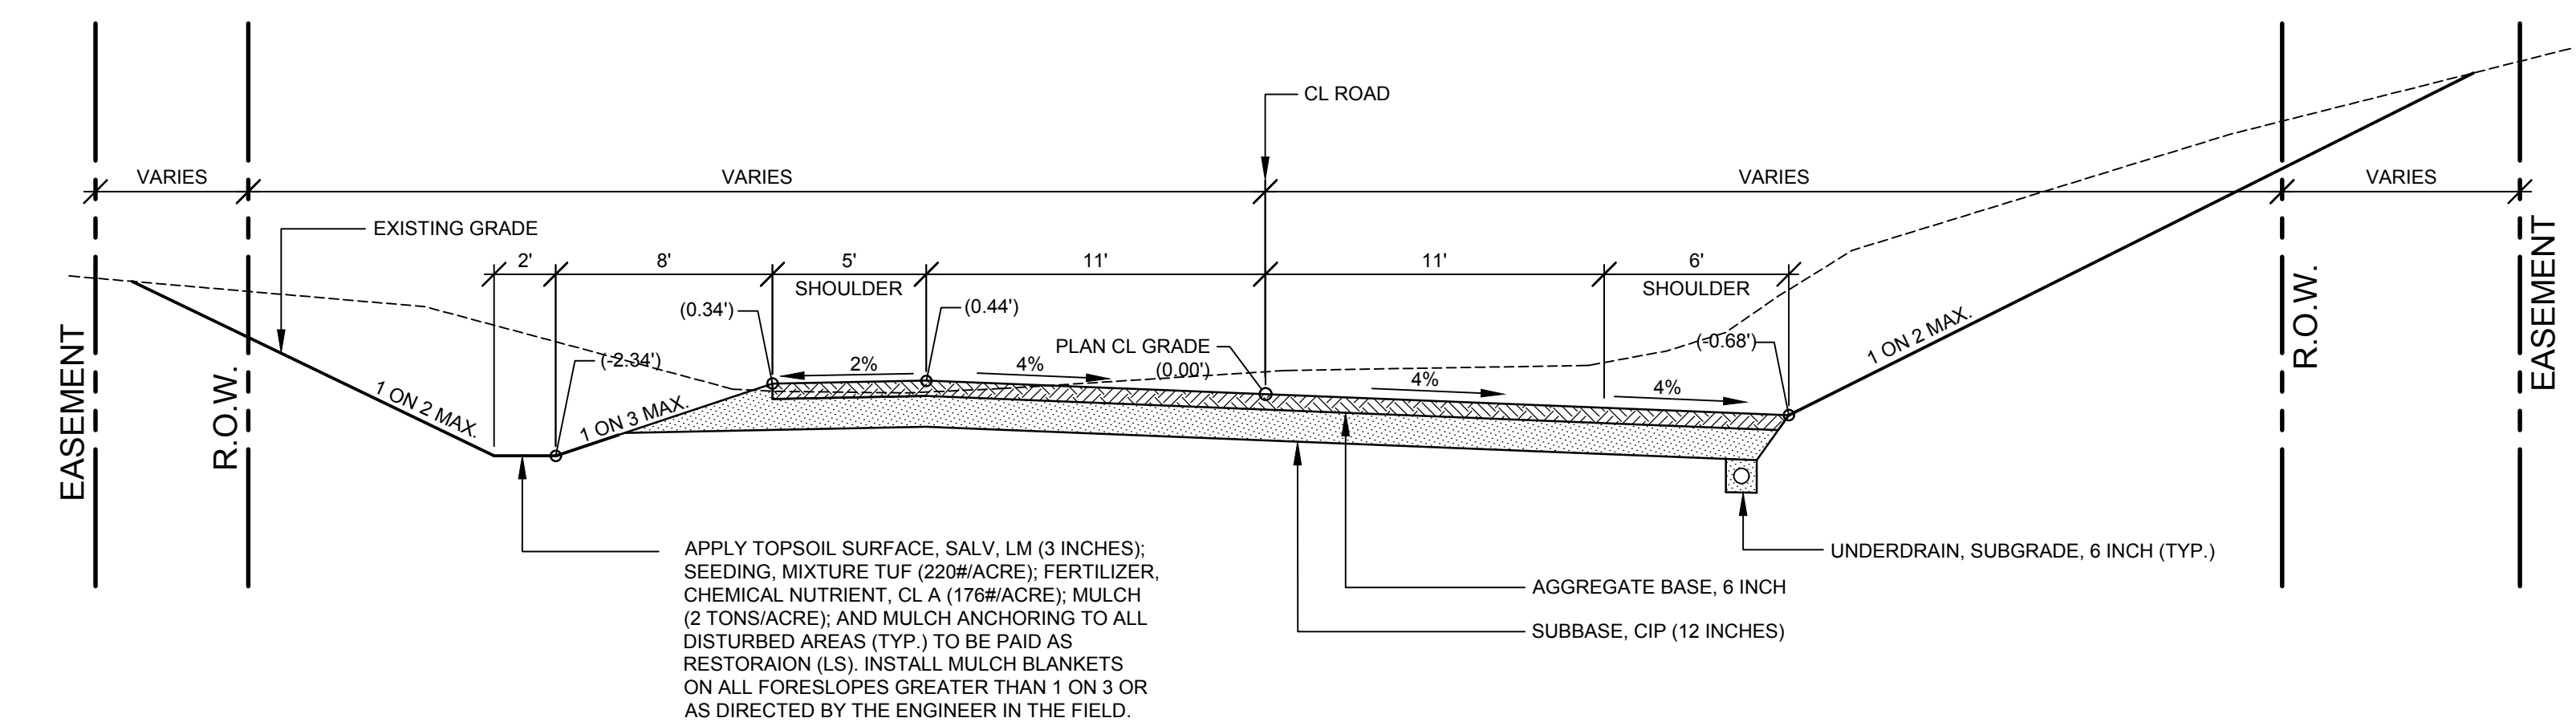 CL ROAD
VARIES
VARIES
VARIES
VARIES
EXISTING GRADE
2'
8'
5'
11'
11'
6'
SHOULDER
SHOULDER
(0.34')
(0.44')
PLAN CL GRADE
(0.00')
(-0.68')
(-2.34')
2%
4%
4%
4%
1 ON 2 MAX.
1 ON 3 MAX.
1 ON 2 MAX.
EASEMENT
R.O.W.
R.O.W.
EASEMENT
APPLY TOPSOIL SURFACE, SALV, LM (3 INCHES);
SEEDING, MIXTURE TUF (220#/ACRE); FERTILIZER,
CHEMICAL NUTRIENT, CL A (176#/ACRE); MULCH
(2 TONS/ACRE); AND MULCH ANCHORING TO ALL
DISTURBED AREAS (TYP.) TO BE PAID AS
RESTORAION (LS). INSTALL MULCH BLANKETS
ON ALL FORESLOPES GREATER THAN 1 ON 3 OR
AS DIRECTED BY THE ENGINEER IN THE FIELD.
UNDERDRAIN, SUBGRADE, 6 INCH (TYP.)
AGGREGATE BASE, 6 INCH
SUBBASE, CIP (12 INCHES)